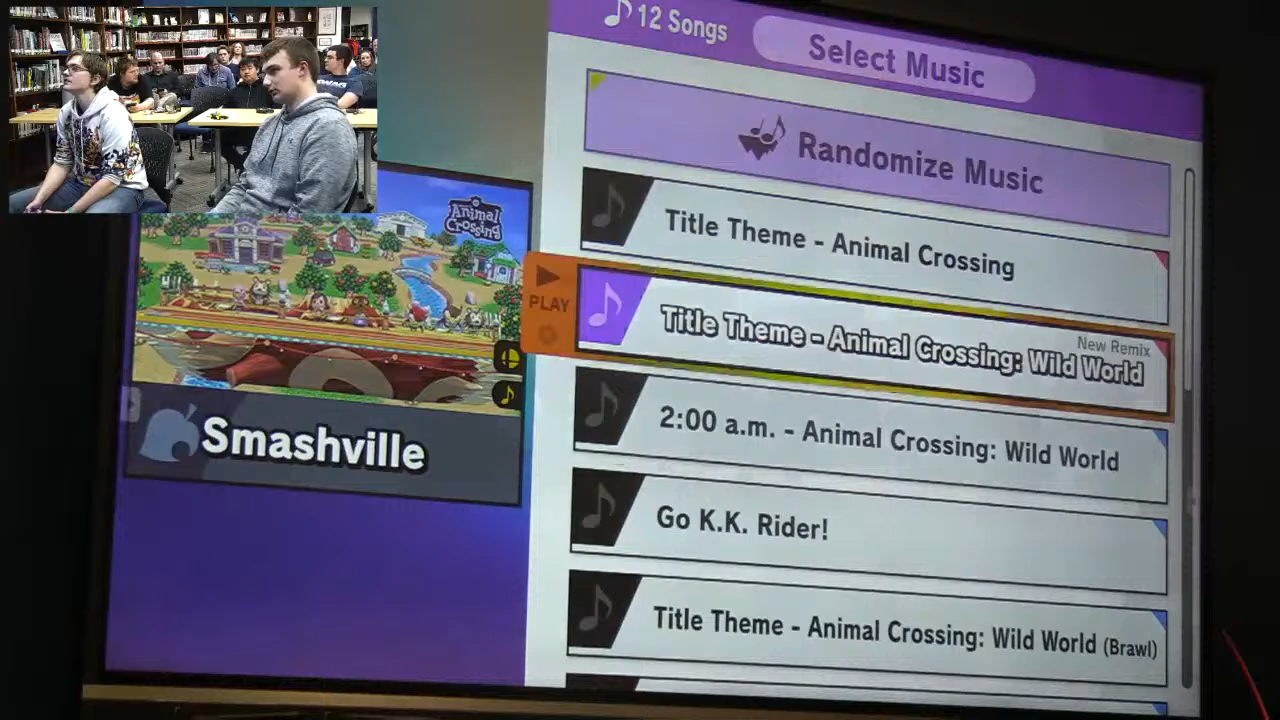 12 Songs
Select Music
Randomize Music
Title Theme - Animal Crossing
PLAY
New Remix
Title Theme - Animal Crossing: Wild World
2:00 a.m. - Animal Crossing: Wild World
Go K.K. Rider!
Title Theme - Animal Crossing: Wild World (Brawl)
Animal
Crossing
Smashville
SWAG